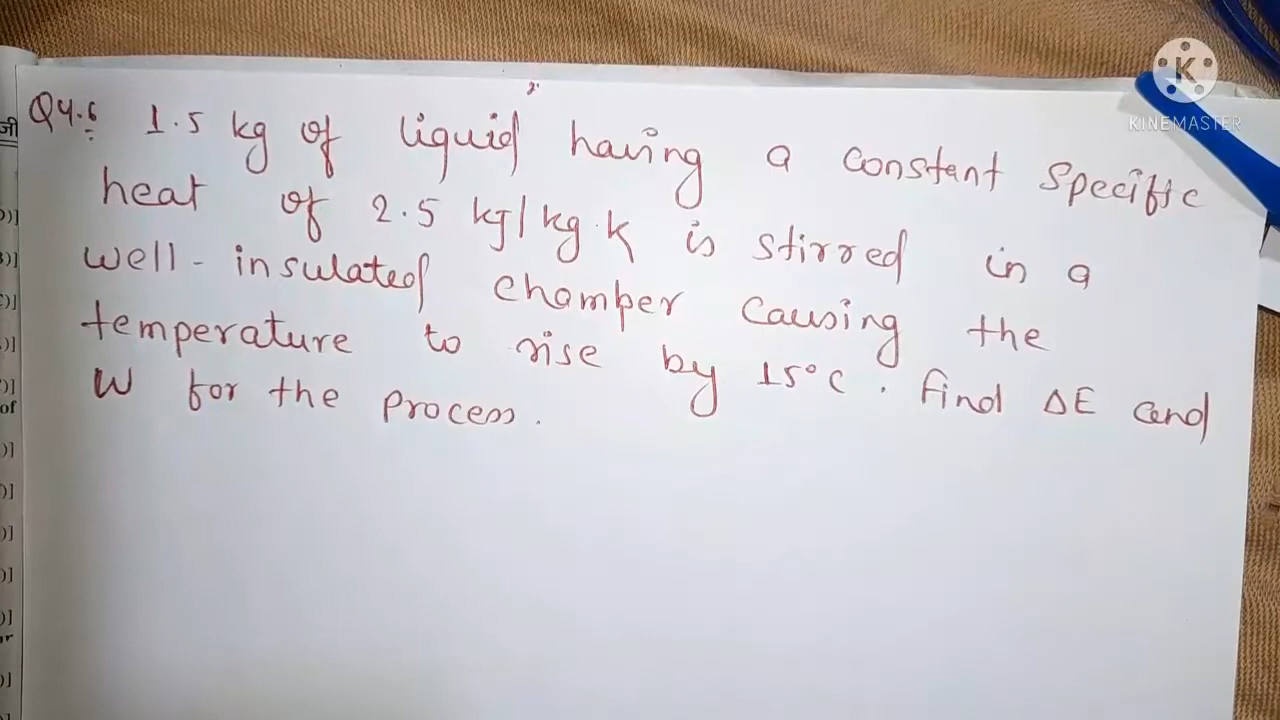 Q4.6 1.5 kg of liquid having a constant specific
heat of 2.5 kJ/kg.K is stirred in a
well-insulated chamber causing the
temperature to rise by 15°C. find ΔE and
W for the process.
KINEMASTER
K
जी
of